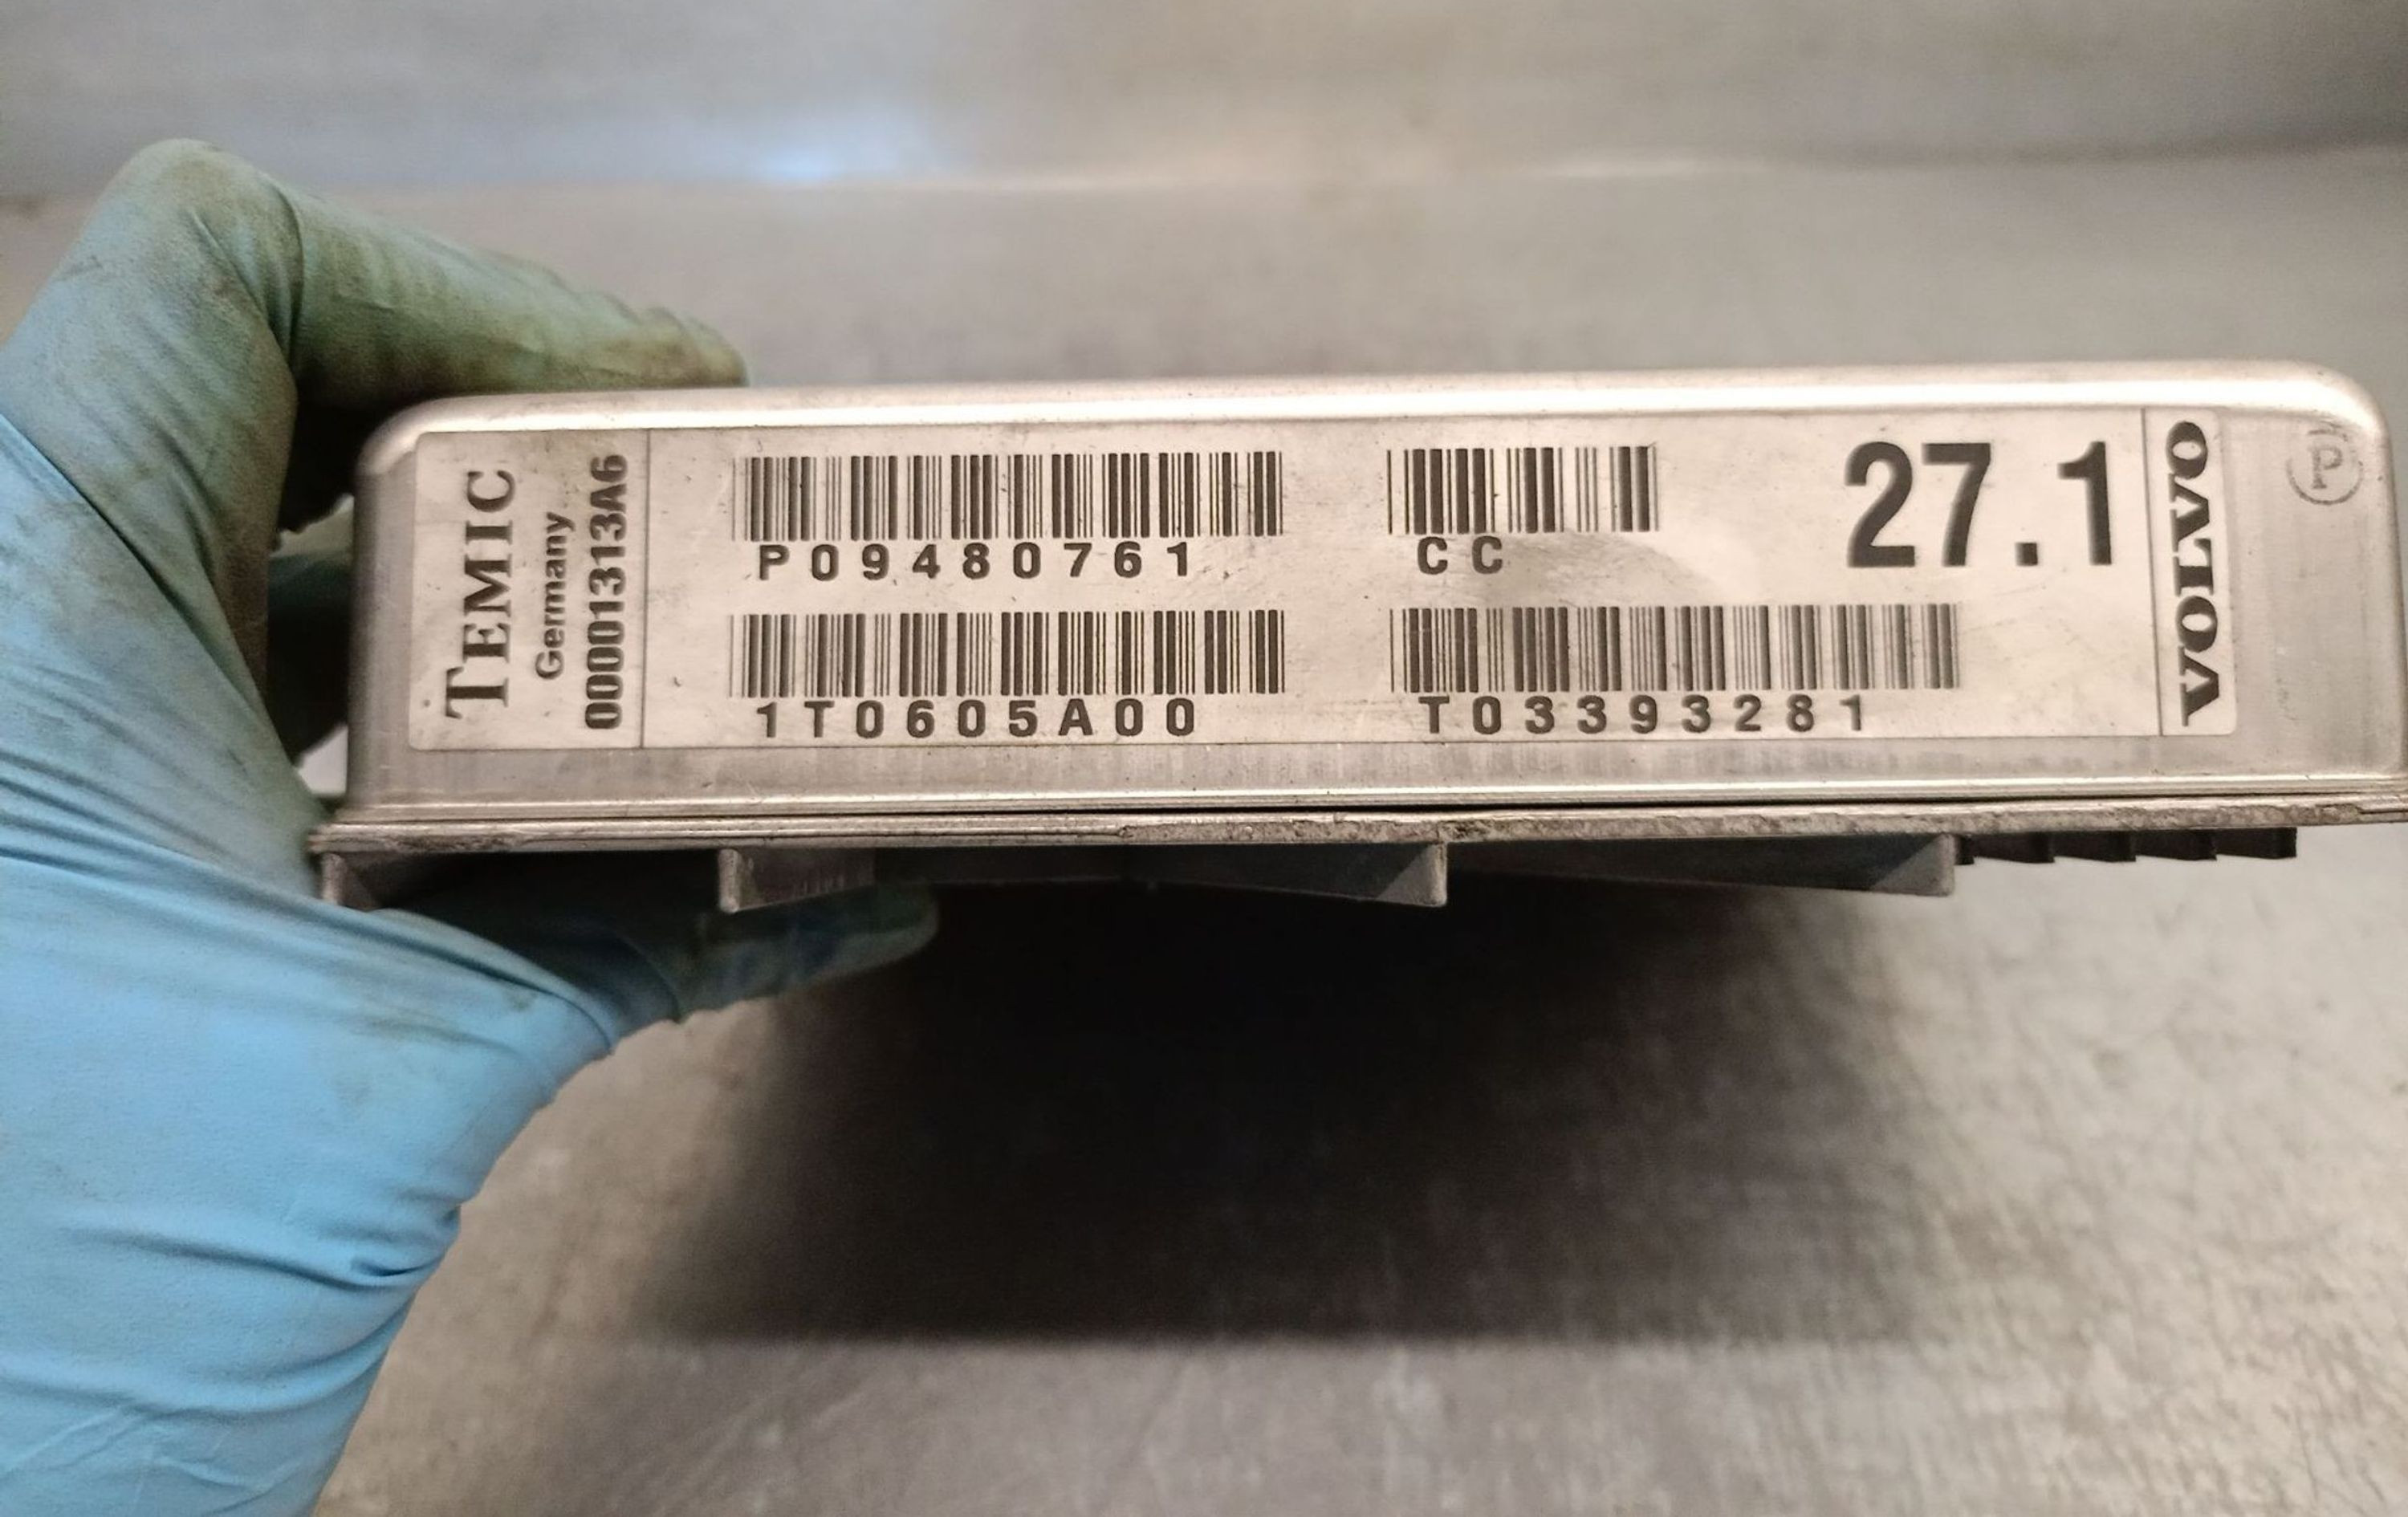 TEMIC
Germany
00001313A6
P09480761
CC
27.1
1T0605A00
T03393281
VOLVO